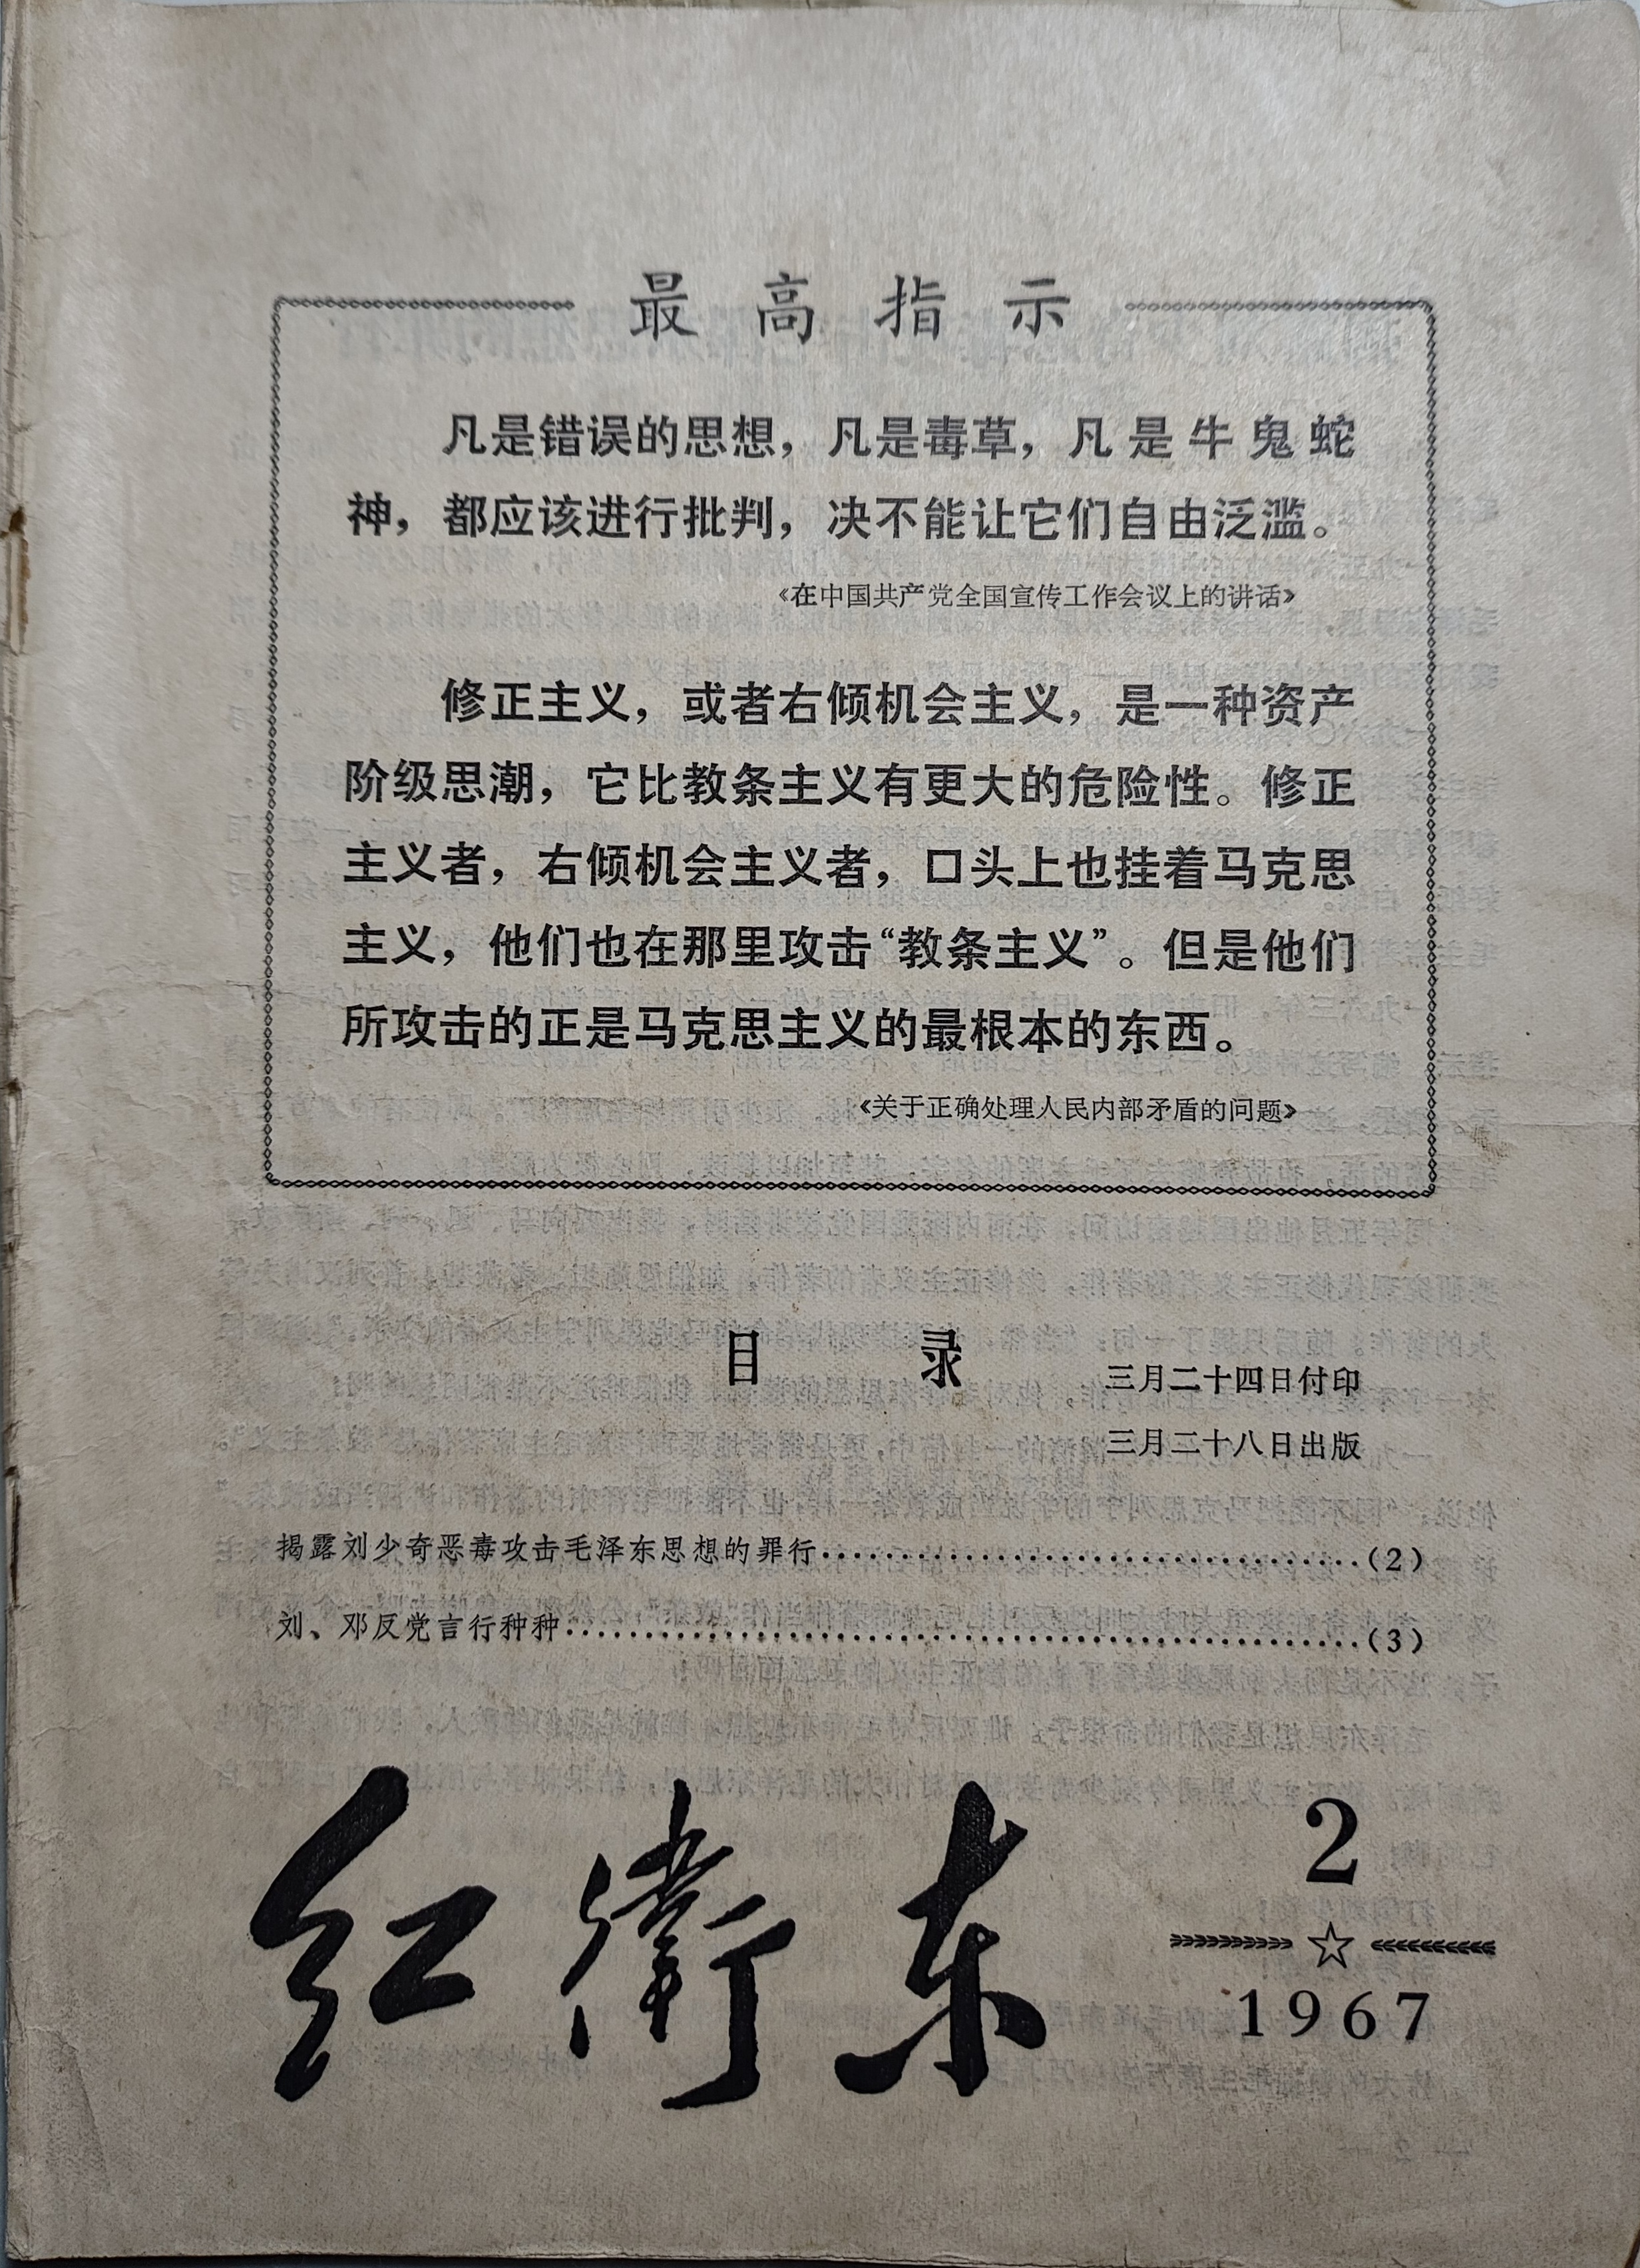 最高指示
凡是错误的思想，凡是毒草，凡是牛鬼蛇
神，都应该进行批判，决不能让它们自由泛滥。
《在中国共产党全国宣传工作会议上的讲话》
修正主义，或者右倾机会主义，是一种资产
阶级思潮，它比教条主义有更大的危险性。修正
主义者，右倾机会主义者，口头上也挂着马克思
主义，他们也在那里攻击“教条主义”。但是他们
所攻击的正是马克思主义的最根本的东西。
《关于正确处理人民内部矛盾的问题》
目录
三月二十四日付印
三月二十八日出版
揭露刘少奇恶毒攻击毛泽东思想的罪行…………………………(2)
刘、邓反党言行种种…………………………………………(3)
红衛东
2
☆
1967